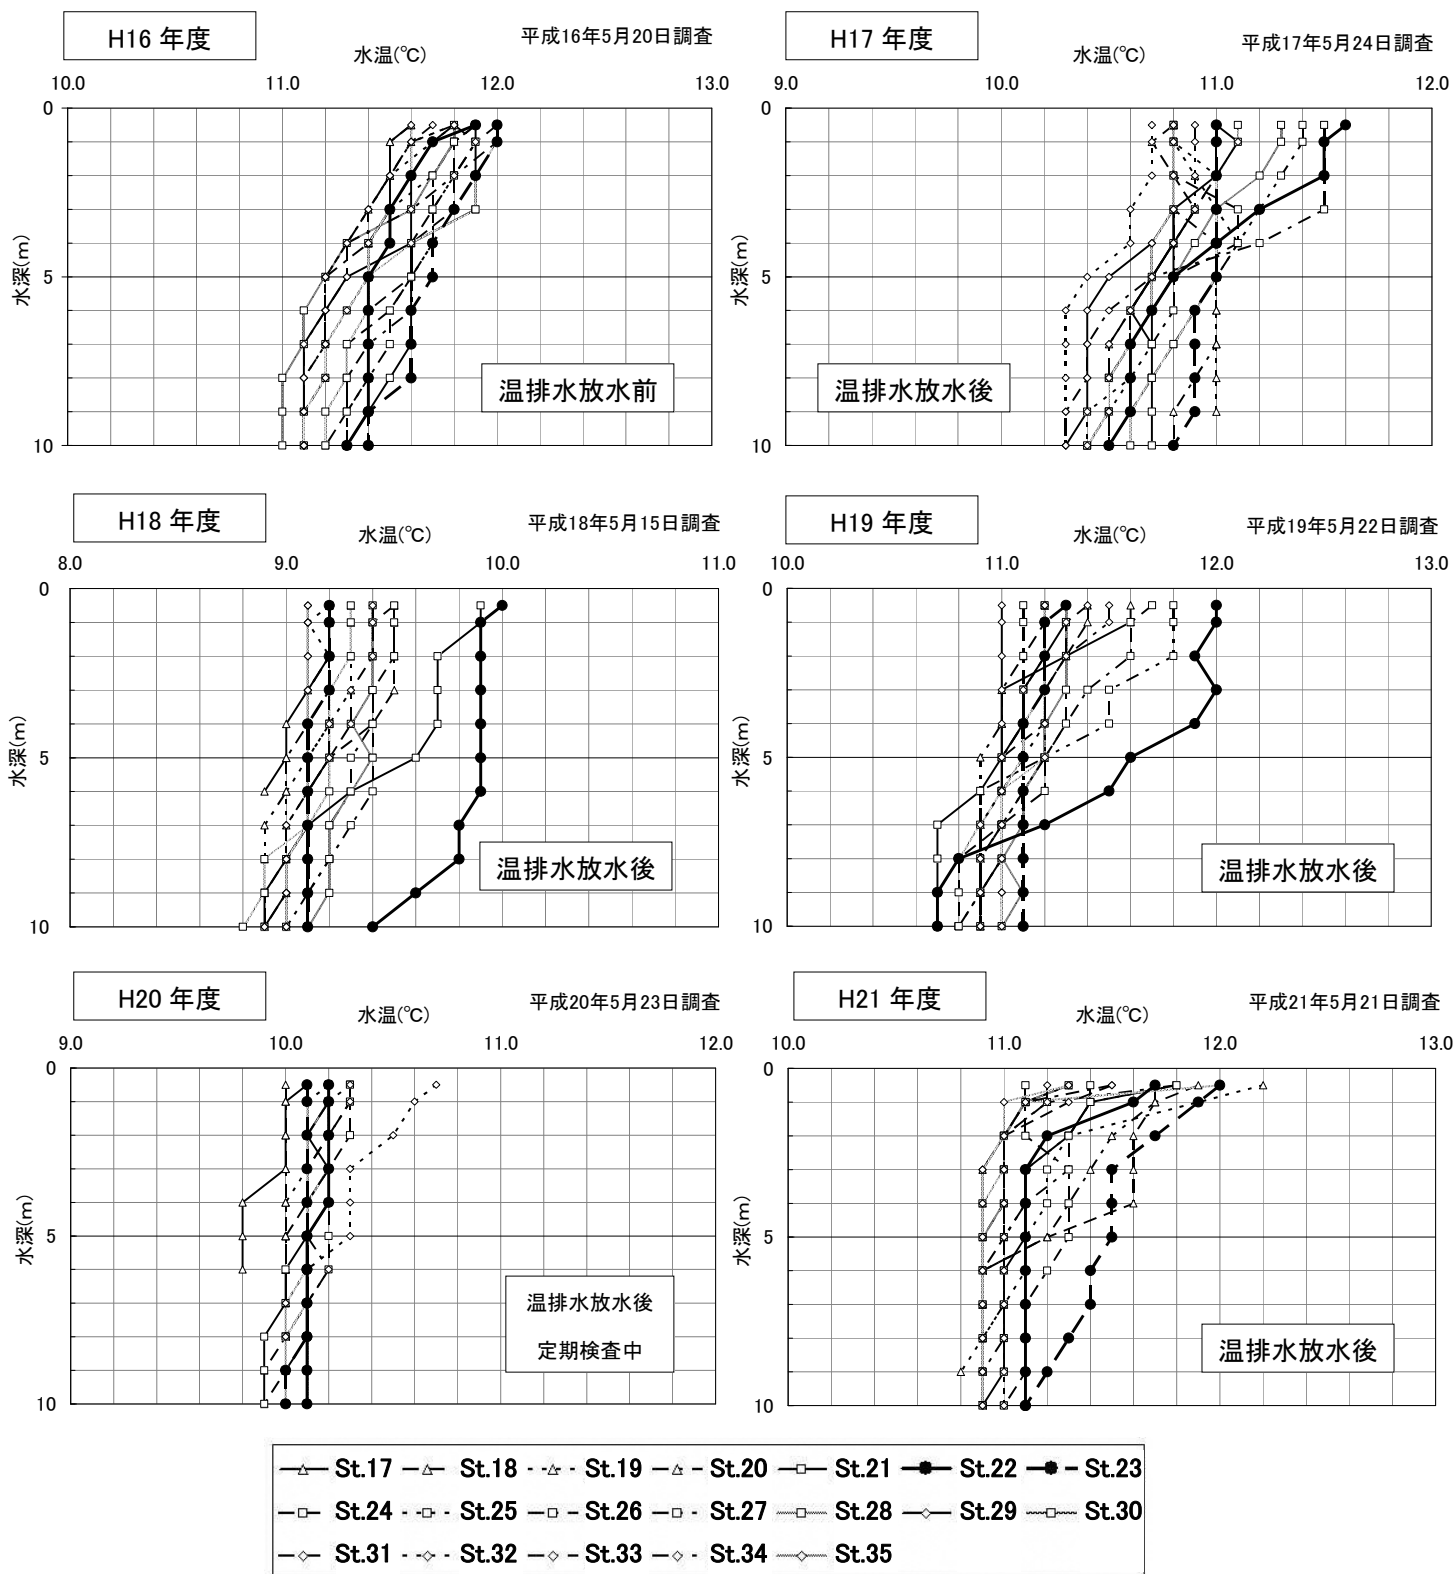 H16 年度
水温(℃)
平成16年5月20日調査
10.0 11.0 12.0 13.0
0
5
10
水深(m)
温排水放水前
H17 年度
水温(℃)
平成17年5月24日調査
9.0 10.0 11.0 12.0
0
5
10
水深(m)
温排水放水後
H18 年度
水温(℃)
平成18年5月15日調査
8.0 9.0 10.0 11.0
0
5
10
水深(m)
温排水放水後
H19 年度
水温(℃)
平成19年5月22日調査
10.0 11.0 12.0 13.0
0
5
10
水深(m)
温排水放水後
H20 年度
水温(℃)
平成20年5月23日調査
9.0 10.0 11.0 12.0
0
5
10
水深(m)
温排水放水後
定期検査中
H21 年度
水温(℃)
平成21年5月21日調査
10.0 11.0 12.0 13.0
0
5
10
水深(m)
温排水放水後
St.17 St.18 St.19 St.20 St.21 St.22 St.23
St.24 St.25 St.26 St.27 St.28 St.29 St.30
St.31 St.32 St.33 St.34 St.35